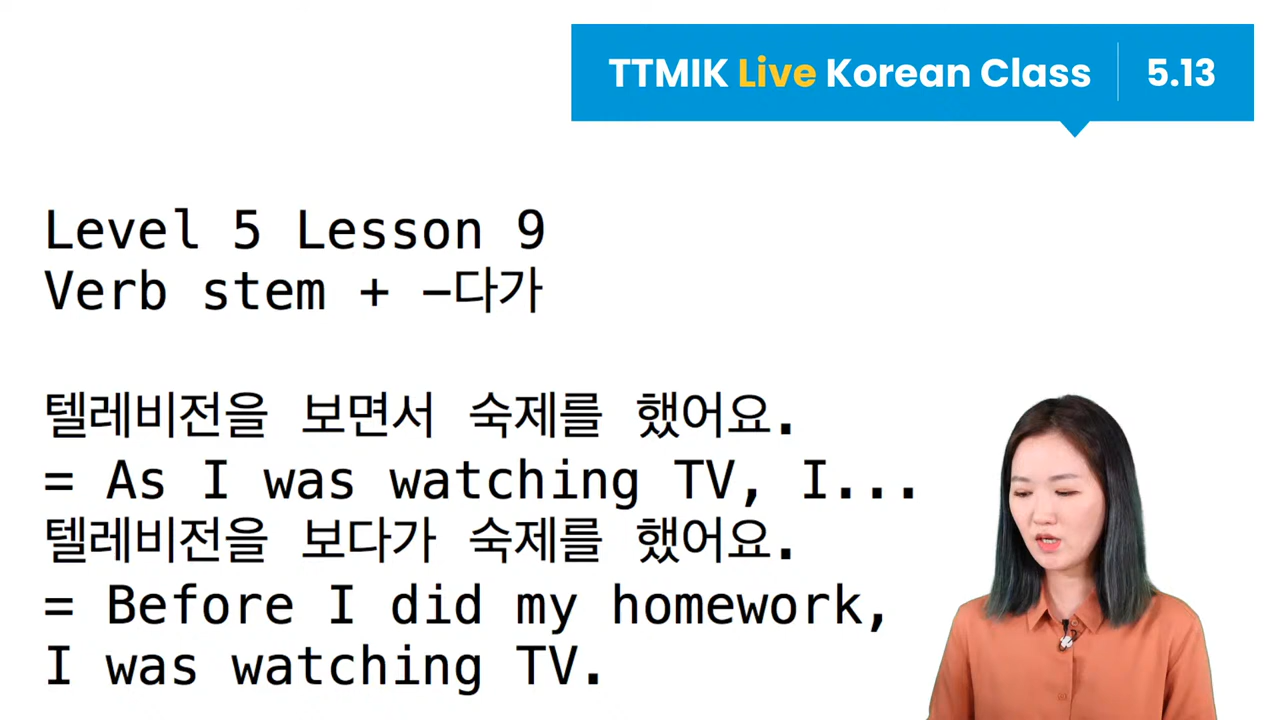 TTMIK Live Korean Class 5.13
Level 5 Lesson 9
Verb stem + -다가
텔레비전을 보면서 숙제를 했어요.
= As I was watching TV, I...
텔레비전을 보다가 숙제를 했어요.
= Before I did my homework,
I was watching TV.